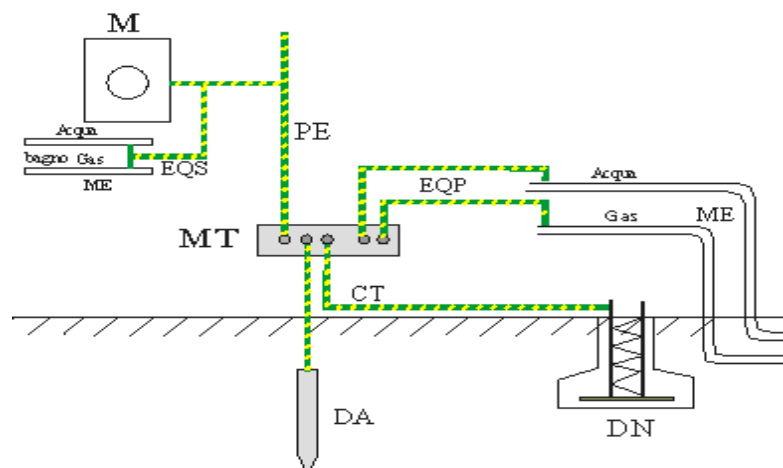 M
Acqua
bagno Gas
ME
EQS
PE
EQP
Acqua
Gas
ME
MT
CT
DA
DN